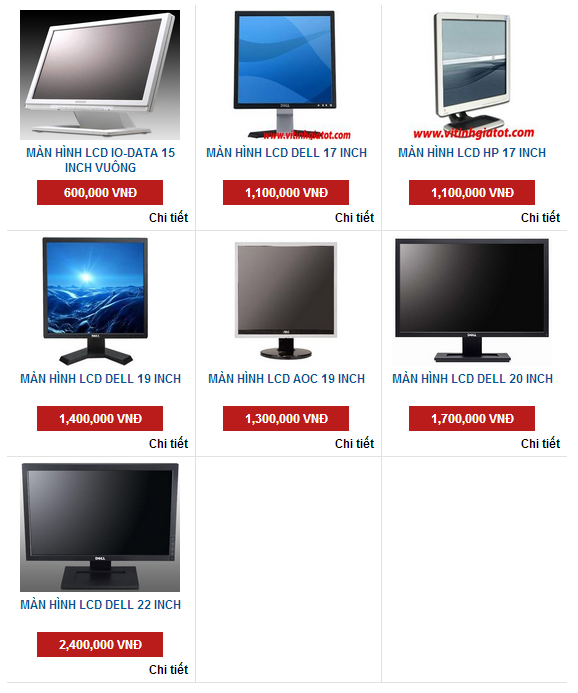 www.vitinhgiatot.com
www.vitinhgiatot.com
MÀN HÌNH LCD IO-DATA 15
INCH VUÔNG
MÀN HÌNH LCD DELL 17 INCH
MÀN HÌNH LCD HP 17 INCH
600,000 VNĐ
1,100,000 VNĐ
1,100,000 VNĐ
Chi tiết
Chi tiết
Chi tiết
DELL
MÀN HÌNH LCD DELL 19 INCH
MÀN HÌNH LCD AOC 19 INCH
MÀN HÌNH LCD DELL 20 INCH
1,400,000 VNĐ
1,300,000 VNĐ
1,700,000 VNĐ
Chi tiết
Chi tiết
Chi tiết
DELL
MÀN HÌNH LCD DELL 22 INCH
2,400,000 VNĐ
Chi tiết